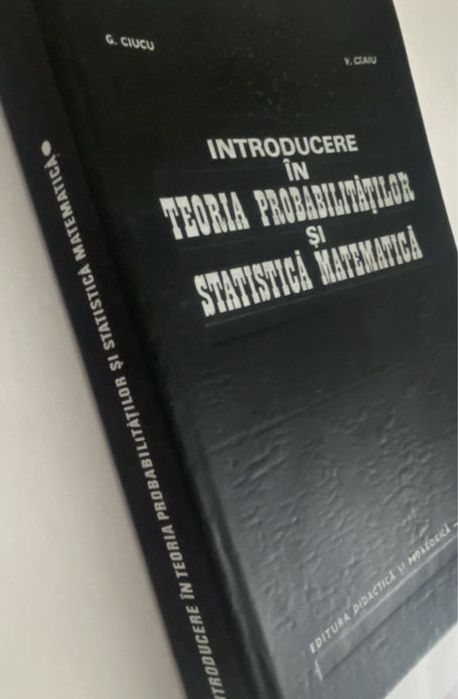 G. CIUCU
V. CRAIU
INTRODUCERE
ÎN
TEORIA PROBABILITĂȚILOR
ȘI
STATISTICĂ MATEMATICĂ
EDITURA DIDACTICĂ ȘI PEDAGOGICĂ
INTRODUCERE ÎN TEORIA PROBABILITĂȚILOR ȘI STATISTICA MATEMATICĂ